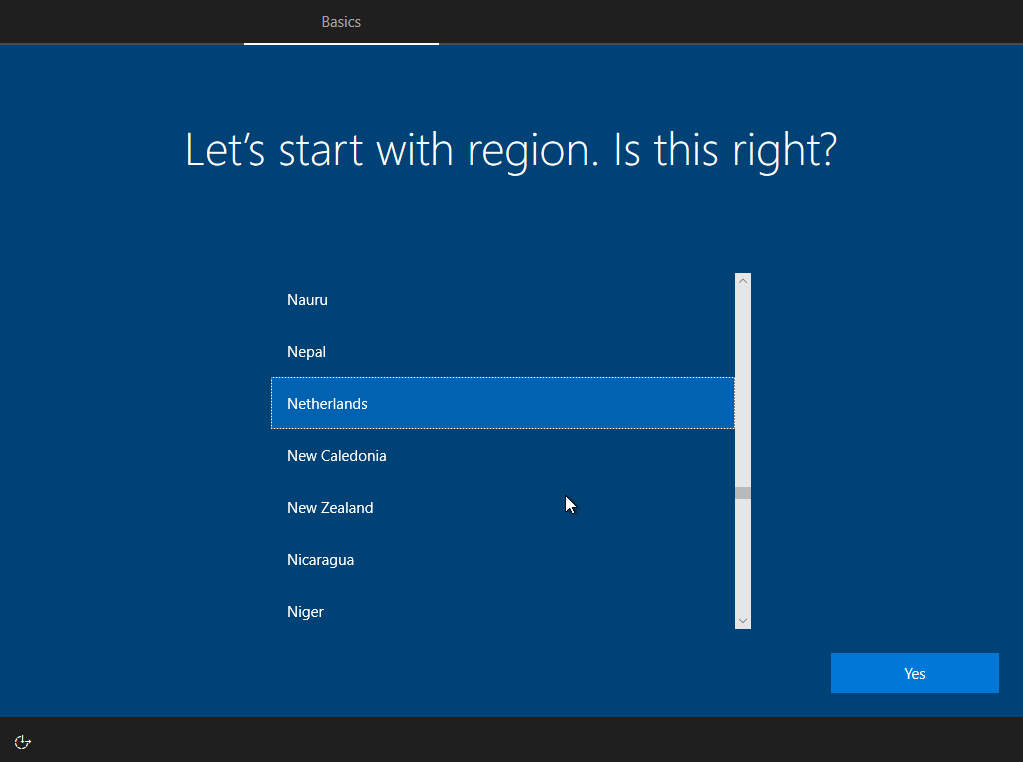 Basics
Let’s start with region. Is this right?
Nauru
Nepal
Netherlands
New Caledonia
New Zealand
Nicaragua
Niger
Yes